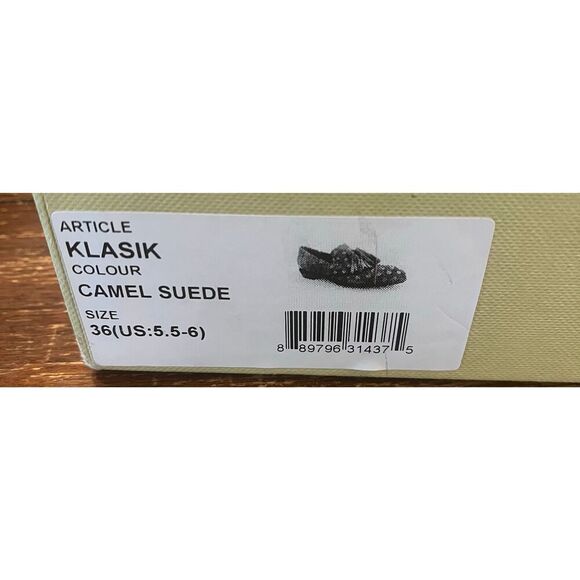 ARTICLE
KLASIK
COLOUR
CAMEL SUEDE
SIZE
36(US:5.5-6)
8 89796 31437 5